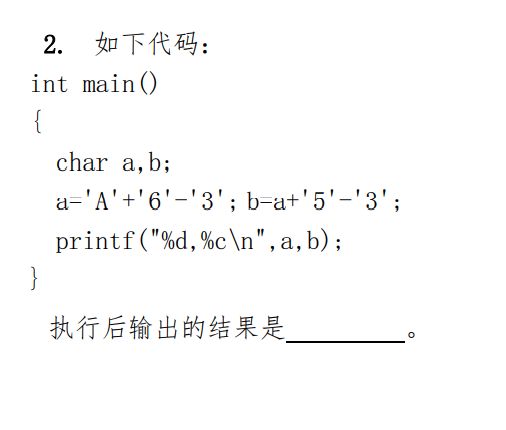 2. 如下代码：
int main()
{
char a,b;
a='A'+'6'-'3';b=a+'5'-'3';
printf("%d,%c\n",a,b);
}
执行后输出的结果是________。